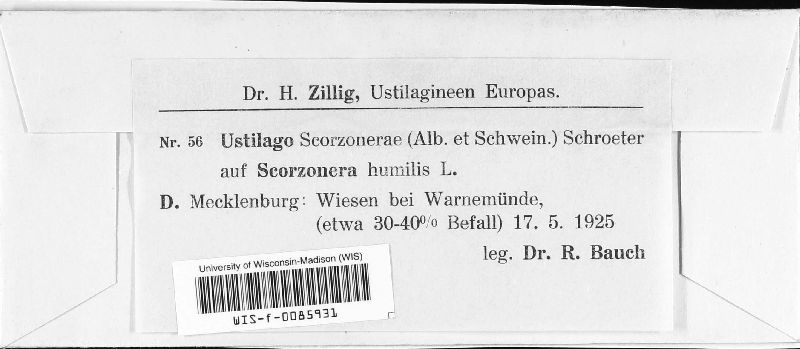 Dr. H. Zillig, Ustilagineen Europas.
Nr. 56 Ustilago Scorzonerae (Alb. et Schwein.) Schroeter
auf Scorzonera humilis L.
D. Mecklenburg: Wiesen bei Warnemünde,
(etwa 30-40% Befall) 17. 5. 1925
leg. Dr. R. Bauch
University of Wisconsin-Madison (WIS)
WIS-f-0085931